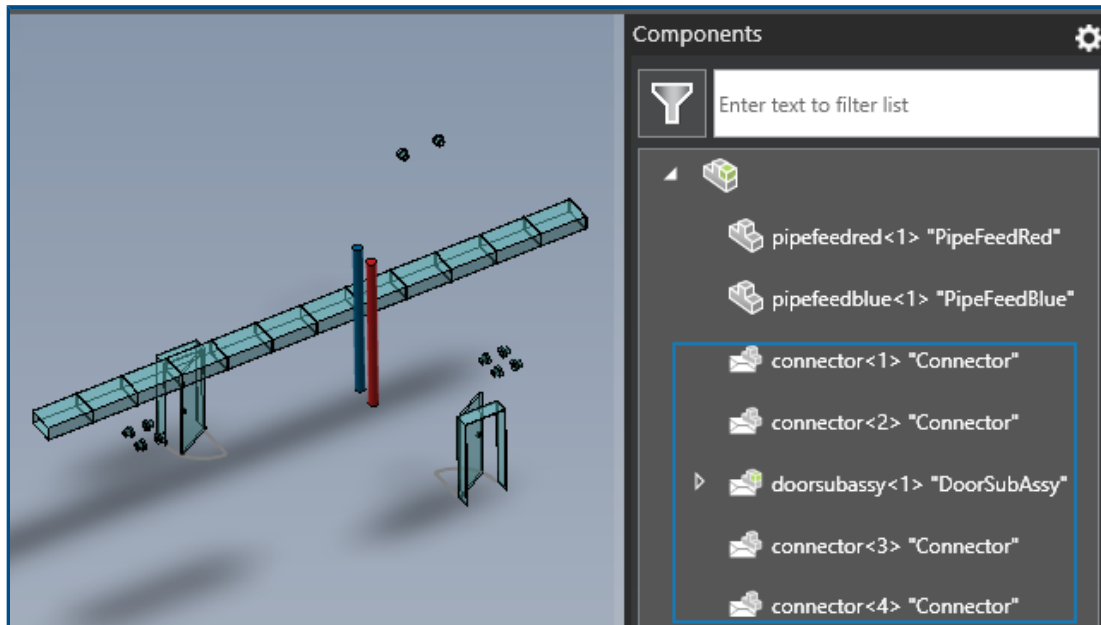 Components
Enter text to filter list
pipefeedred<1> "PipeFeedRed"
pipefeedblue<1> "PipeFeedBlue"
connector<1> "Connector"
connector<2> "Connector"
doorsubassy<1> "DoorSubAssy"
connector<3> "Connector"
connector<4> "Connector"